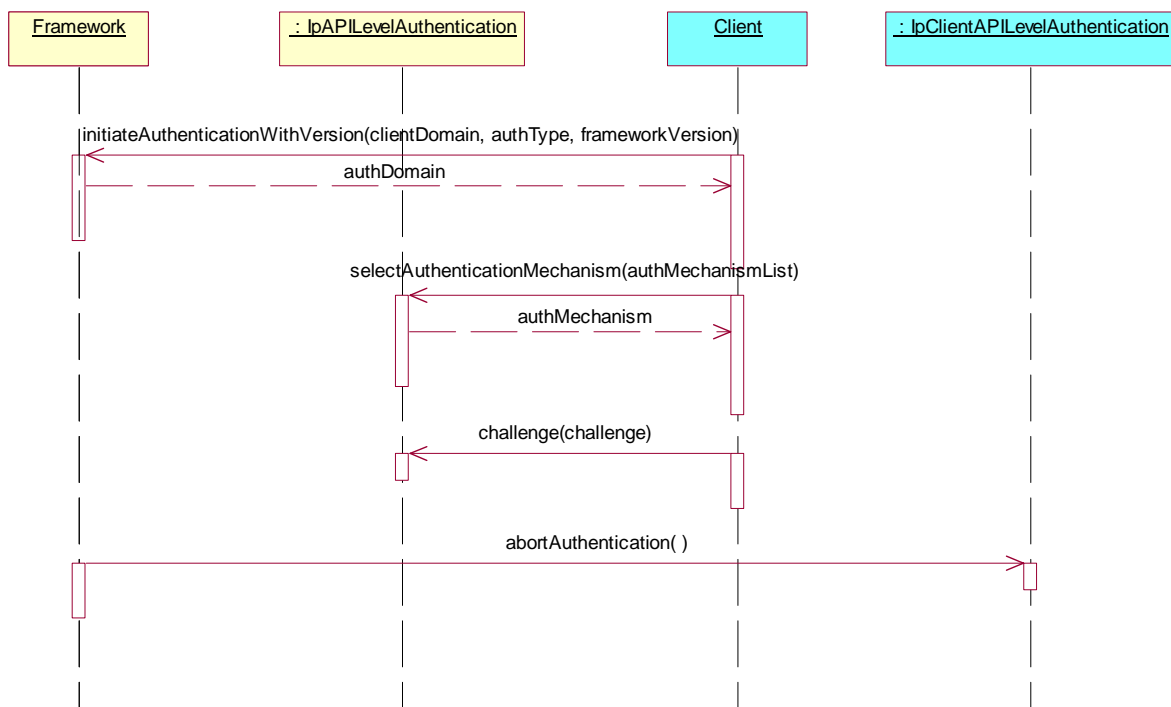 Framework
: IpAPILevelAuthentication
Client
: IpClientAPILevelAuthentication
initiateAuthenticationWithVersion(clientDomain, authType, frameworkVersion)
authDomain
selectAuthenticationMechanism(authMechanismList)
authMechanism
challenge(challenge)
abortAuthentication( )